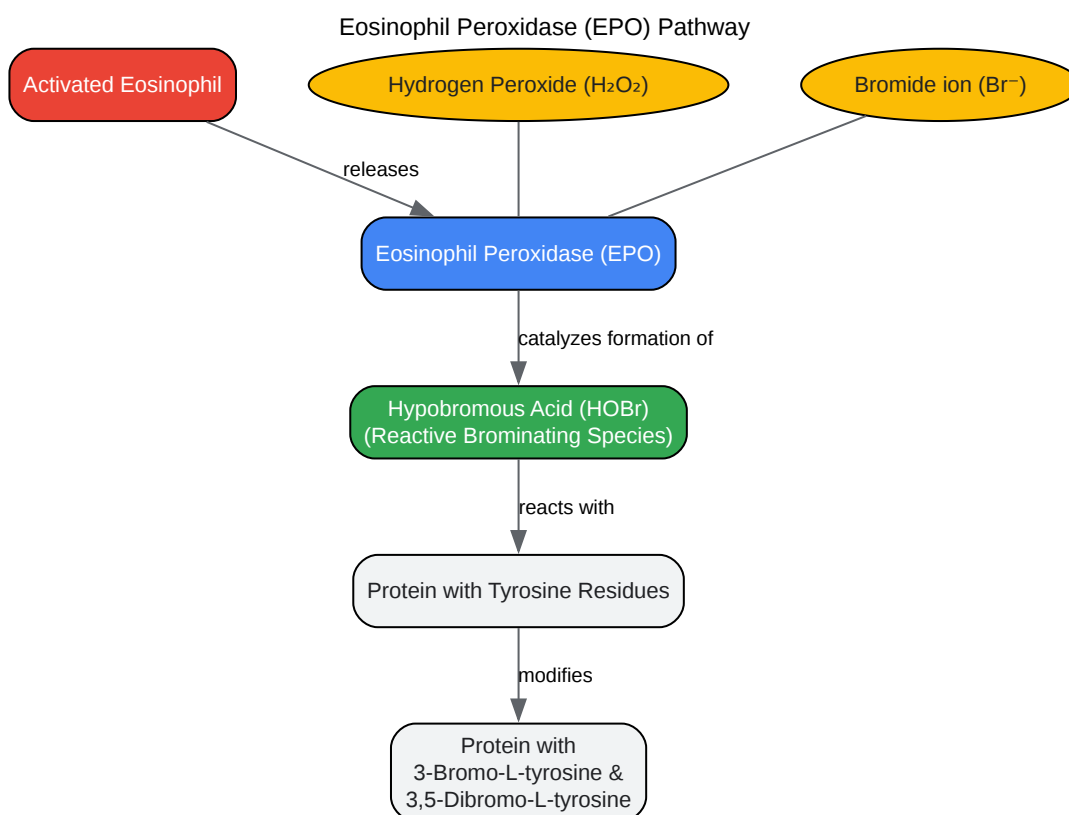 Eosinophil Peroxidase (EPO) Pathway
Activated Eosinophil
Hydrogen Peroxide (H₂O₂)
Bromide ion (Br⁻)
releases
Eosinophil Peroxidase (EPO)
catalyzes formation of
Hypobromous Acid (HOBr)
(Reactive Brominating Species)
reacts with
Protein with Tyrosine Residues
modifies
Protein with
3-Bromo-L-tyrosine &
3,5-Dibromo-L-tyrosine